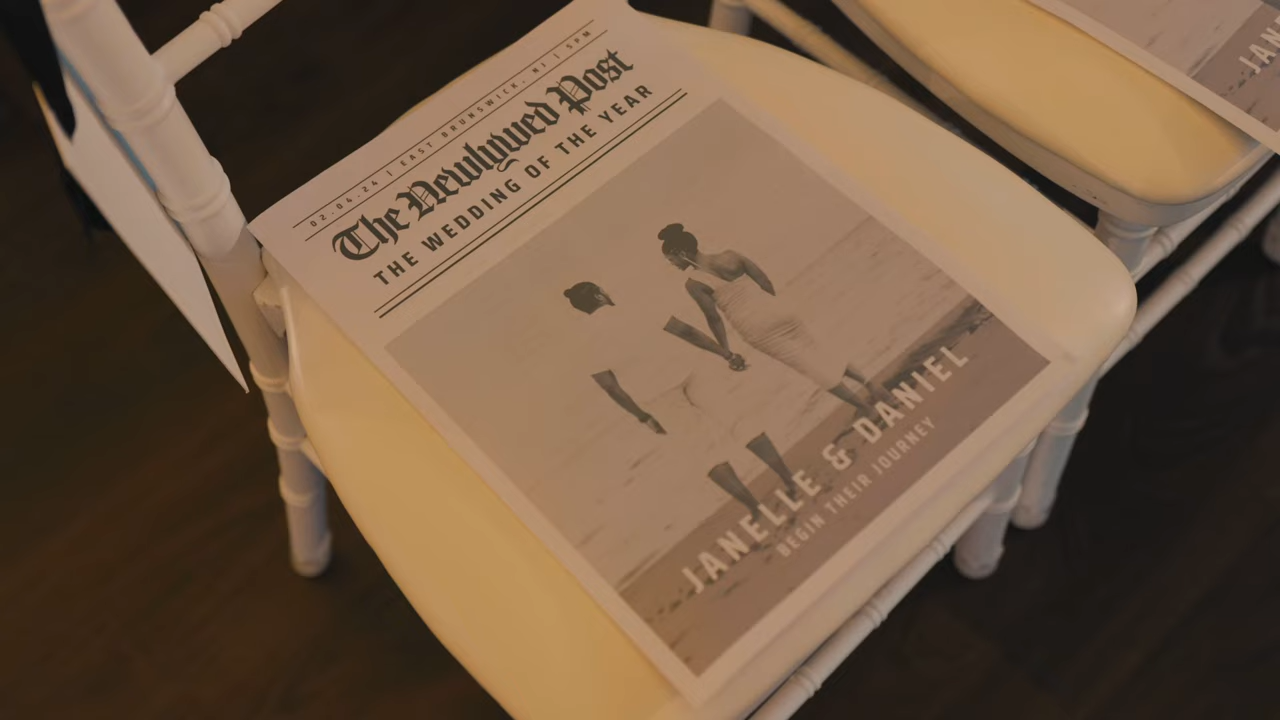 02.04.24 | EAST BRUNSWICK, NJ | 5PM
The Newlywed Post
THE WEDDING OF THE YEAR
JANELLE & DANIEL
BEGIN THEIR JOURNEY
JAN